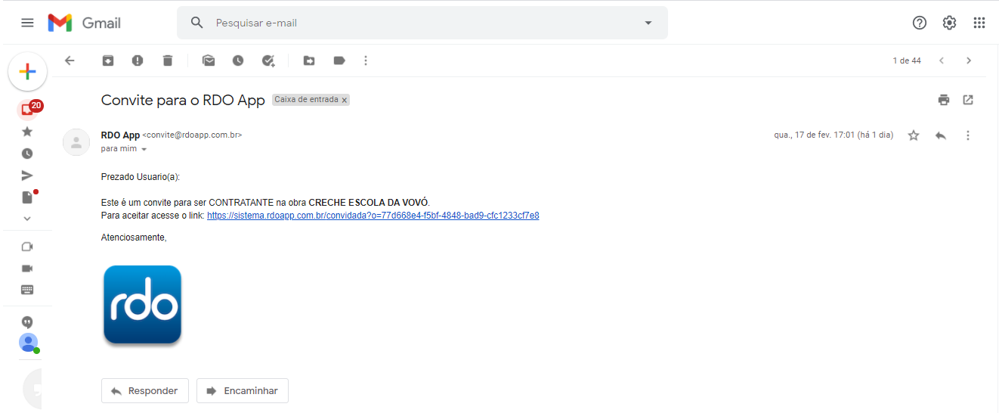 Gmail
Pesquisar e-mail
1 de 44
20
Convite para o RDO App Caixa de entrada x
RDO App <convite@rdoapp.com.br> qua., 17 de fev. 17:01 (há 1 dia)
para mim
Prezado Usuario(a):
Este é um convite para ser CONTRATANTE na obra CRECHE ESCOLA DA VOVÓ.
Para aceitar acesse o link: https://sistema.rdoapp.com.br/convidada?o=77d668e4-f5bf-4848-bad9-cfc1233cf7e8
Atenciosamente,
rdo
Responder Encaminhar